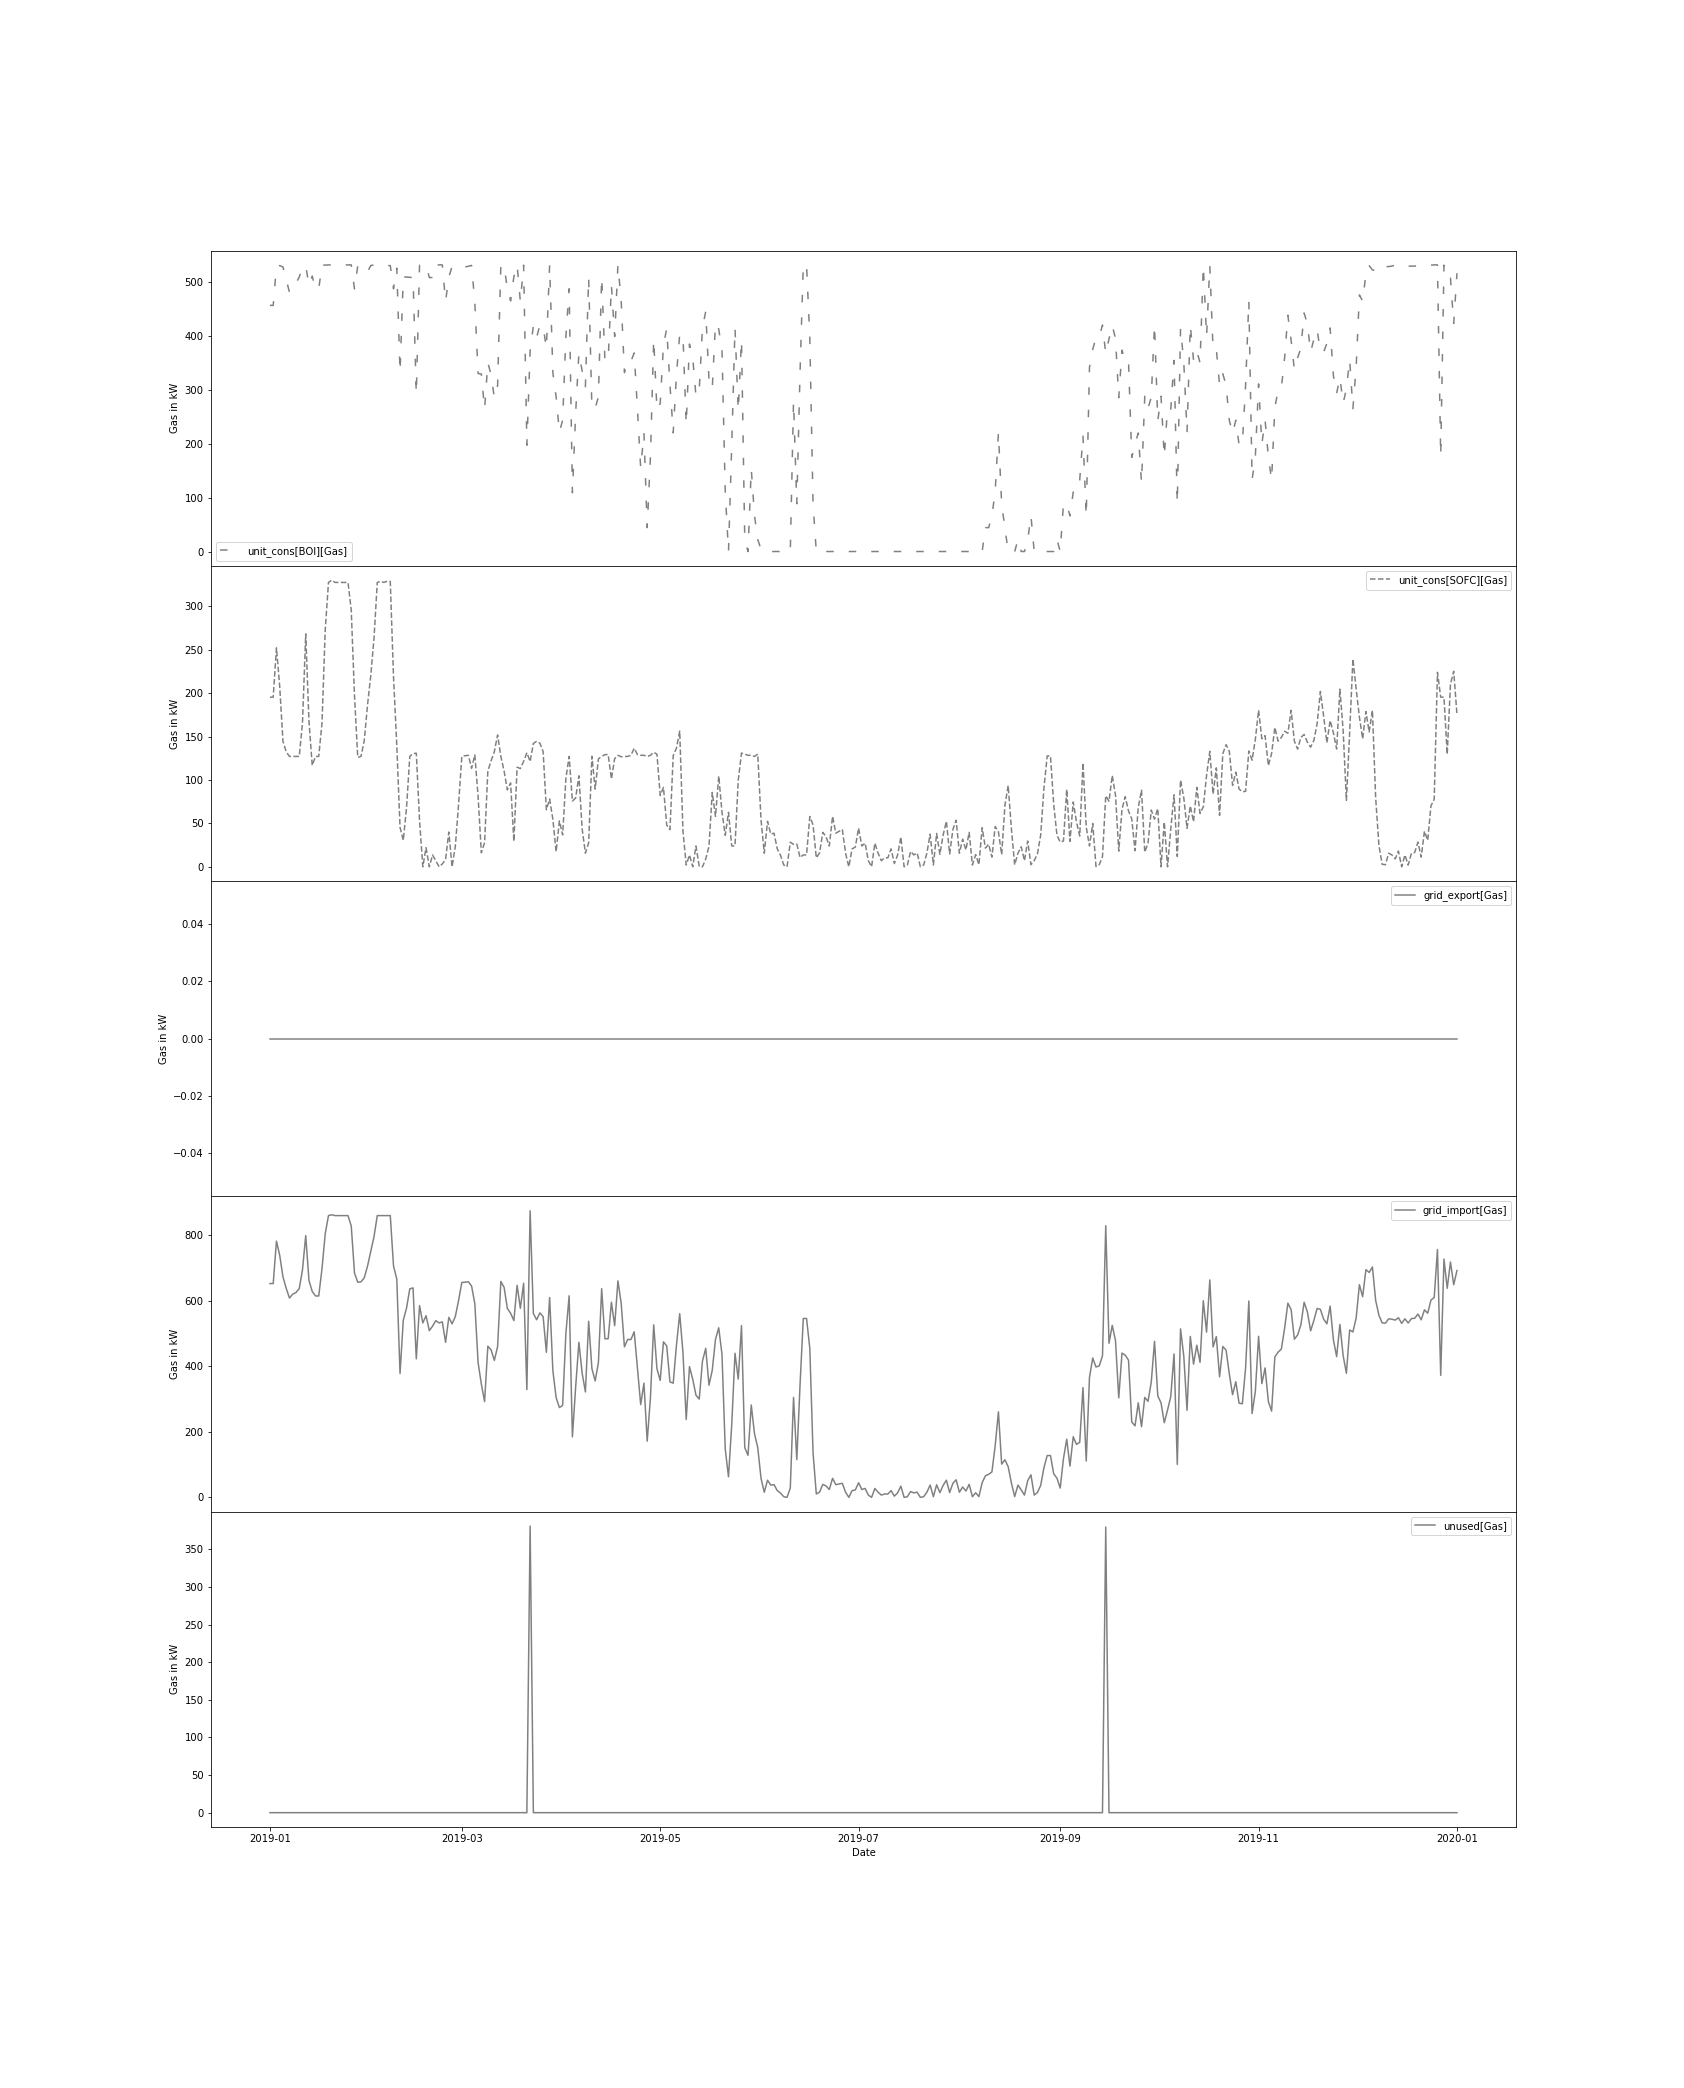 500
400
300
200
100
0
Gas in kW
unit_cons[BOI][Gas]
300
250
200
150
100
50
0
Gas in kW
unit_cons[SOFC][Gas]
0.04
0.02
0.00
−0.02
−0.04
Gas in kW
grid_export[Gas]
800
600
400
200
0
Gas in kW
grid_import[Gas]
350
300
250
200
150
100
50
0
Gas in kW
unused[Gas]
2019-01 2019-03 2019-05 2019-07 2019-09 2019-11 2020-01
Date